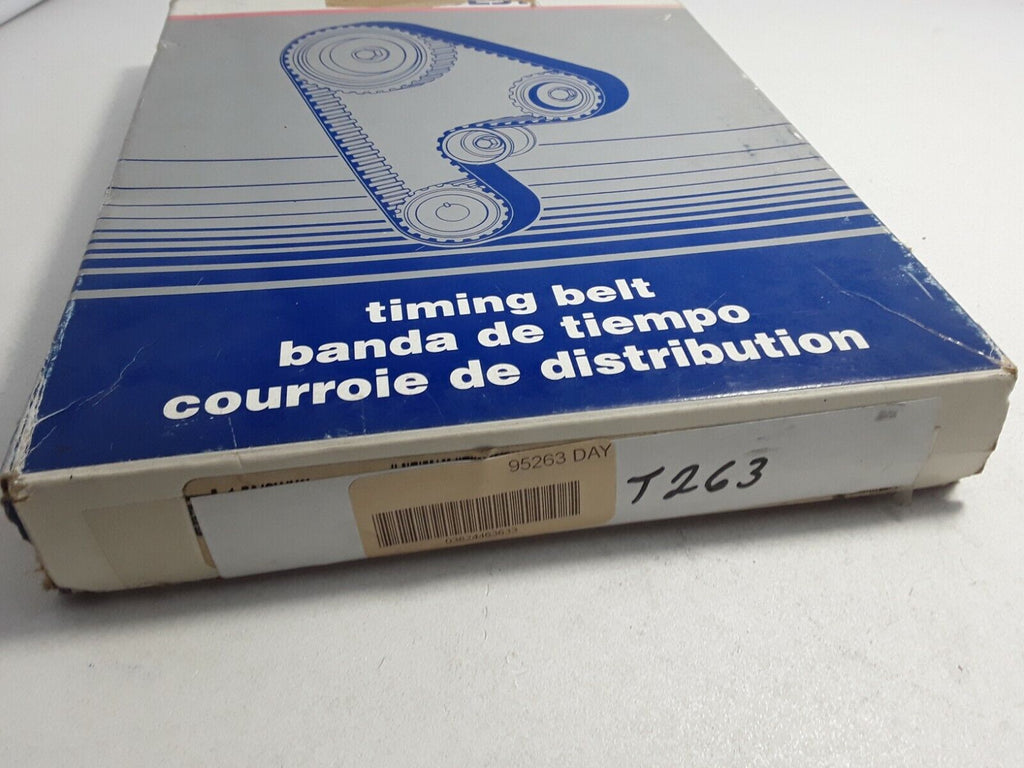 timing belt
banda de tiempo
courroie de distribution
95263 DAY
T263